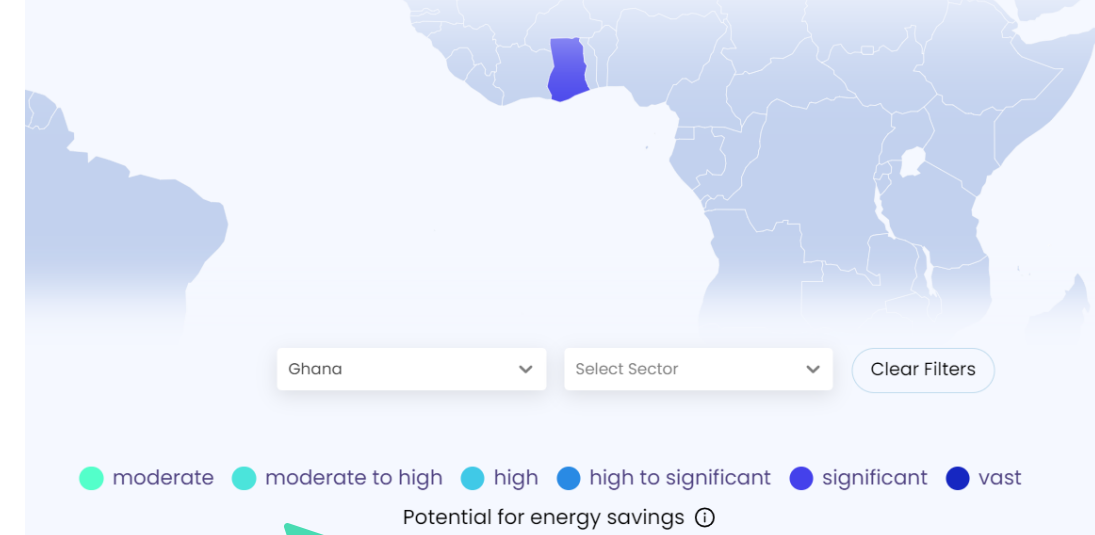 Ghana Select Sector Clear Filters
moderate moderate to high high high to significant significant vast
Potential for energy savings